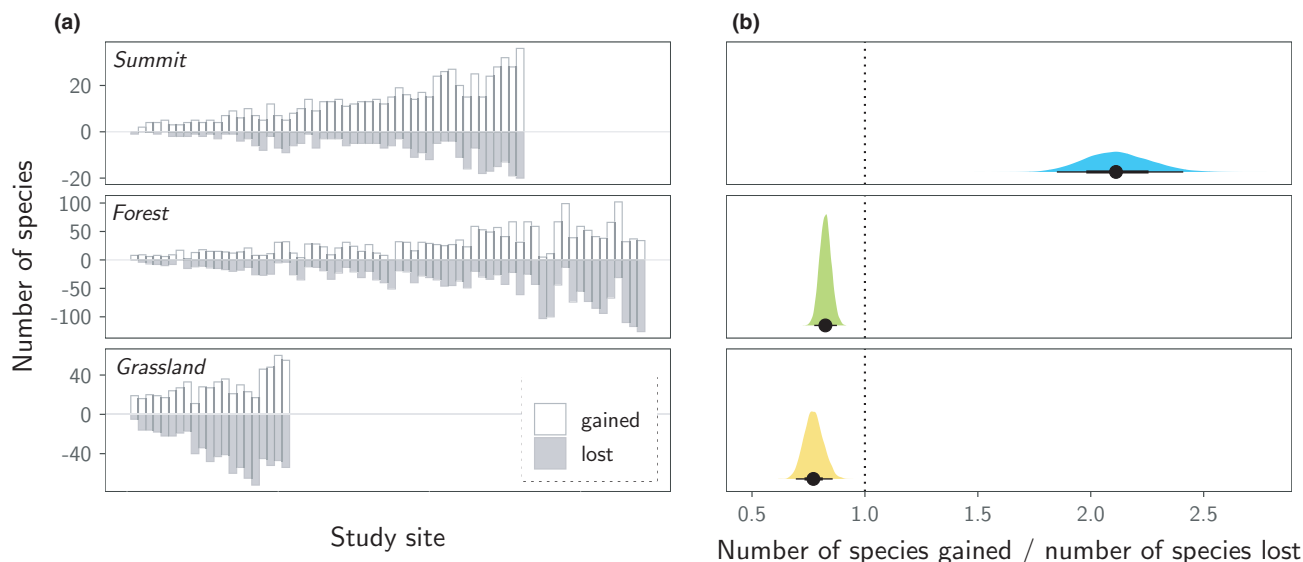 (a)
(b)
Number of species
Summit
20
0
-20
Forest
100
50
0
-50
-100
Grassland
40
0
-40
gained
lost
Study site
0.5 1.0 1.5 2.0 2.5
Number of species gained / number of species lost